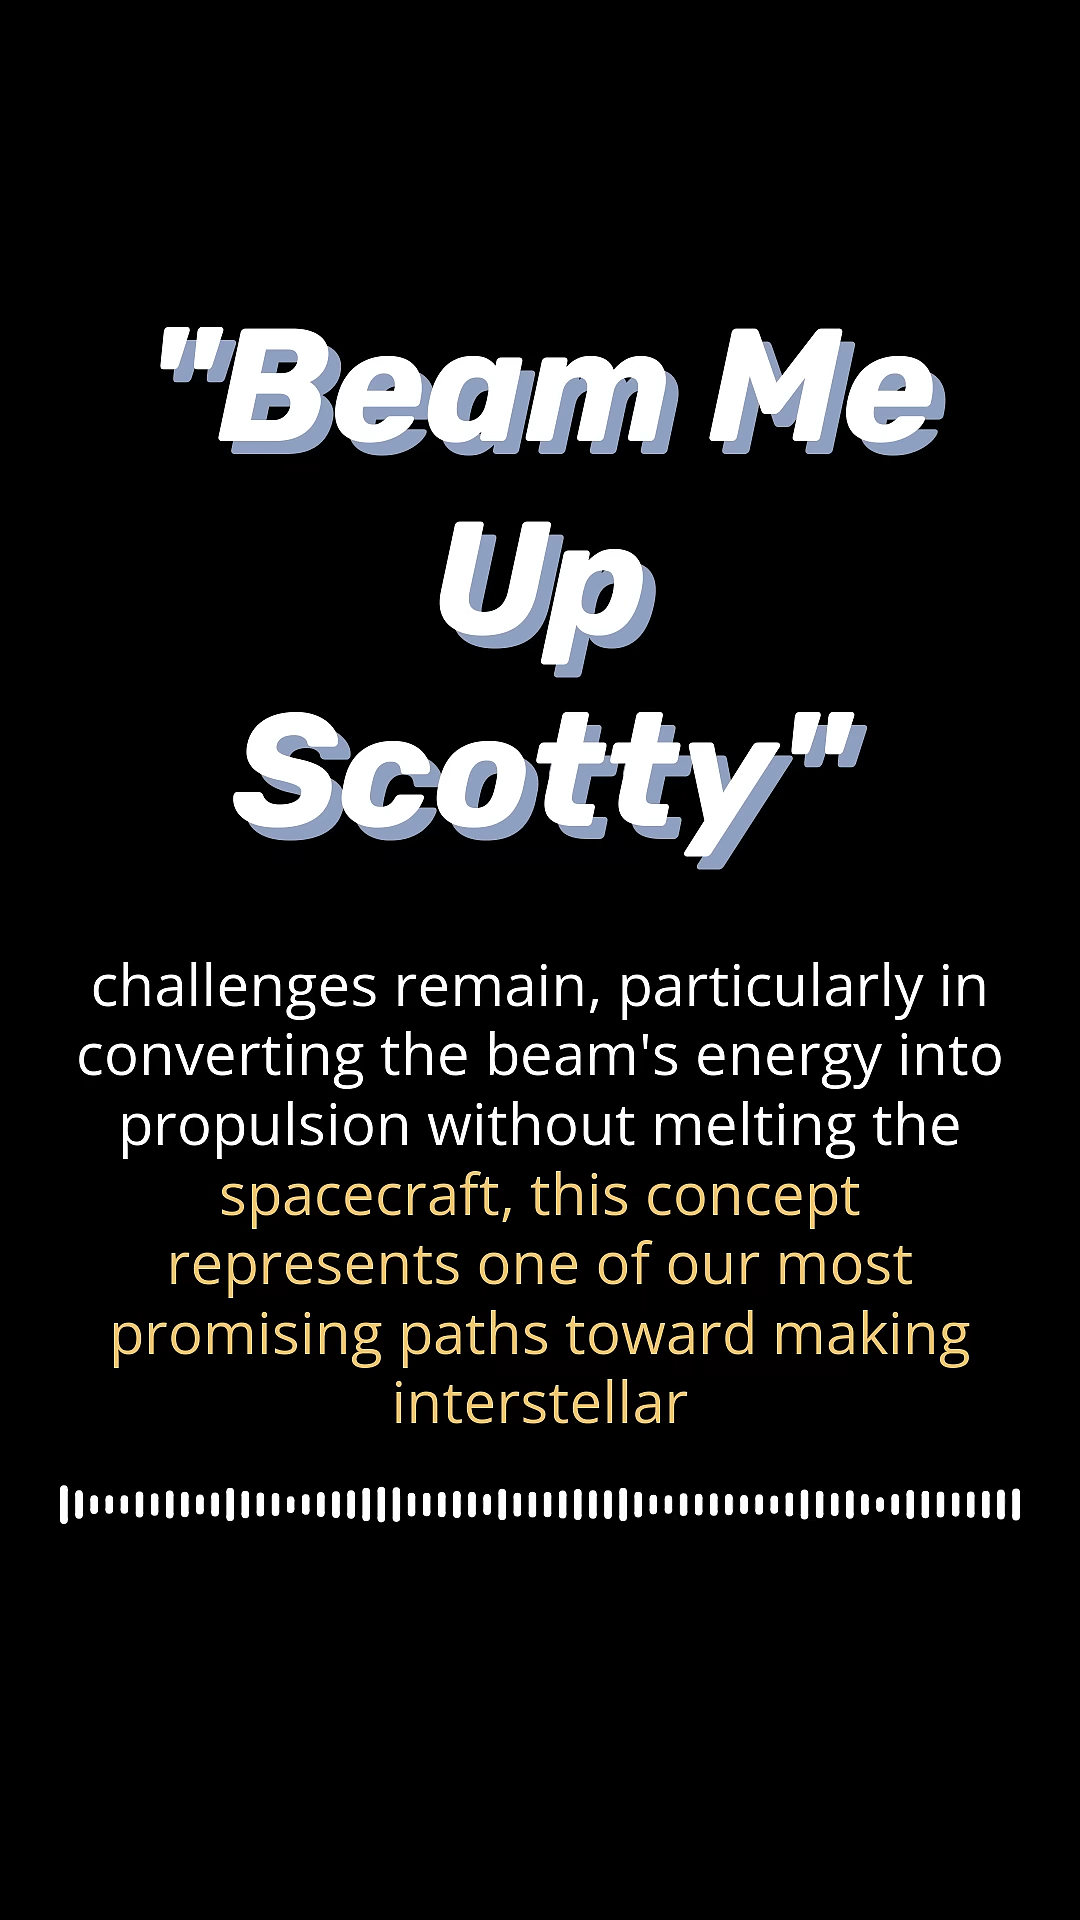 "Beam Me
Up
Scotty"
challenges remain, particularly in
converting the beam's energy into
propulsion without melting the
spacecraft, this concept
represents one of our most
promising paths toward making
interstellar